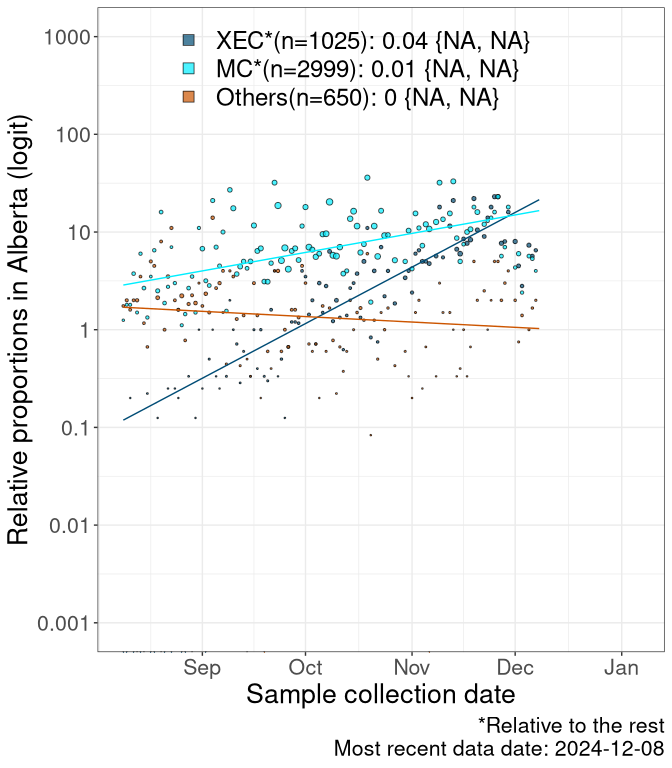 XEC*(n=1025): 0.04 {NA, NA}
MC*(n=2999): 0.01 {NA, NA}
Others(n=650): 0 {NA, NA}
Relative proportions in Alberta (logit)
1000
100
10
1
0.1
0.01
0.001
Sep Oct Nov Dec Jan
Sample collection date
*Relative to the rest
Most recent data date: 2024-12-08